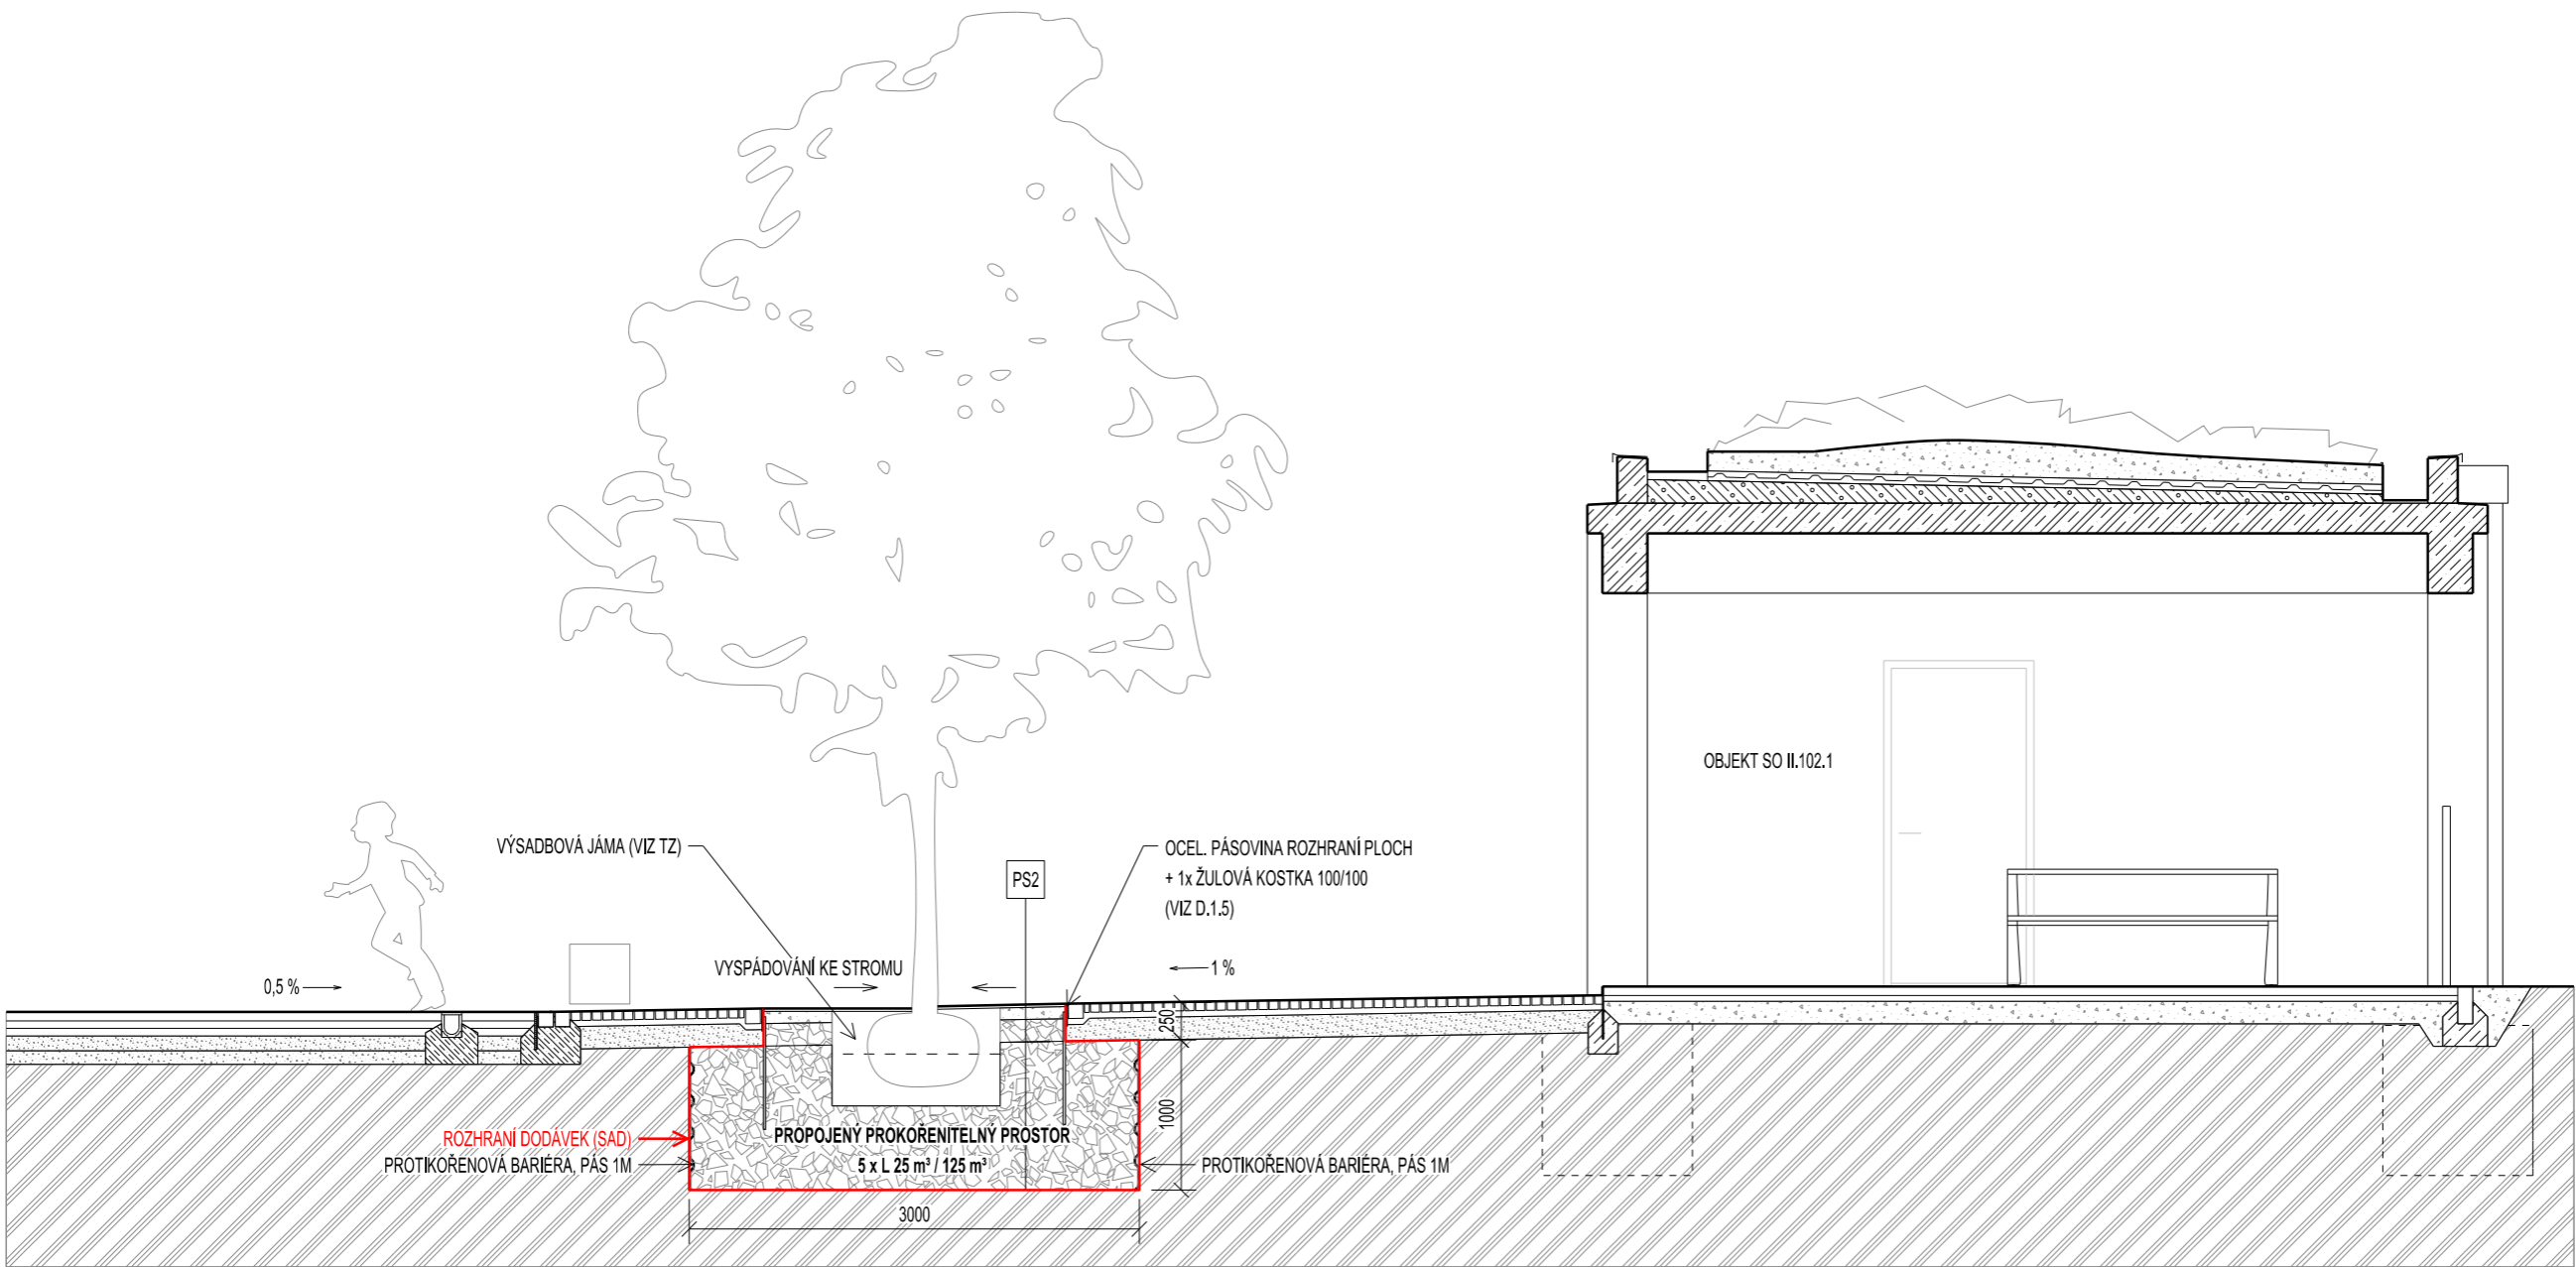 OBJEKT SO II.102.1
VÝSADBOVÁ JÁMA (VIZ TZ)
OCEL. PÁSOVINA ROZHRANÍ PLOCH
+ 1x ŽULOVÁ KOSTKA 100/100
(VIZ D.1.5)
PS2
VYSPÁDOVÁNÍ KE STROMU
1 %
0,5 %
250
1000
ROZHRANÍ DODÁVEK (SAD)
PROTIKOŘENOVÁ BARIÉRA, PÁS 1M
PROPOJENÝ PROKOŘENITELNÝ PROSTOR
5 x L 25 m³ / 125 m³
PROTIKOŘENOVÁ BARIÉRA, PÁS 1M
3000